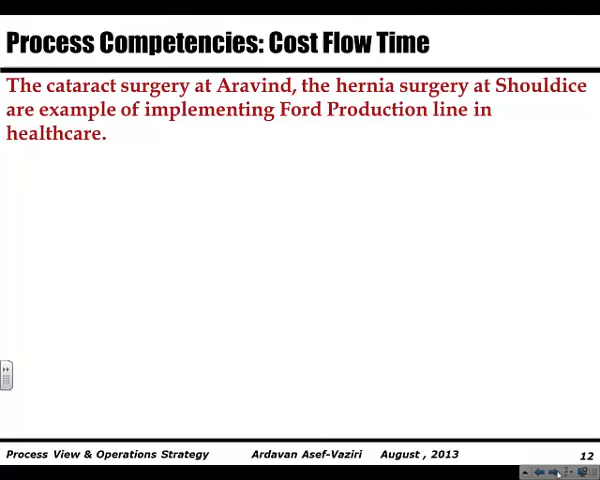 Process Competencies: Cost Flow Time
The cataract surgery at Aravind, the hernia surgery at Shouldice
are example of implementing Ford Production line in
healthcare.
Process View & Operations Strategy Ardavan Asef-Vaziri August , 2013 12